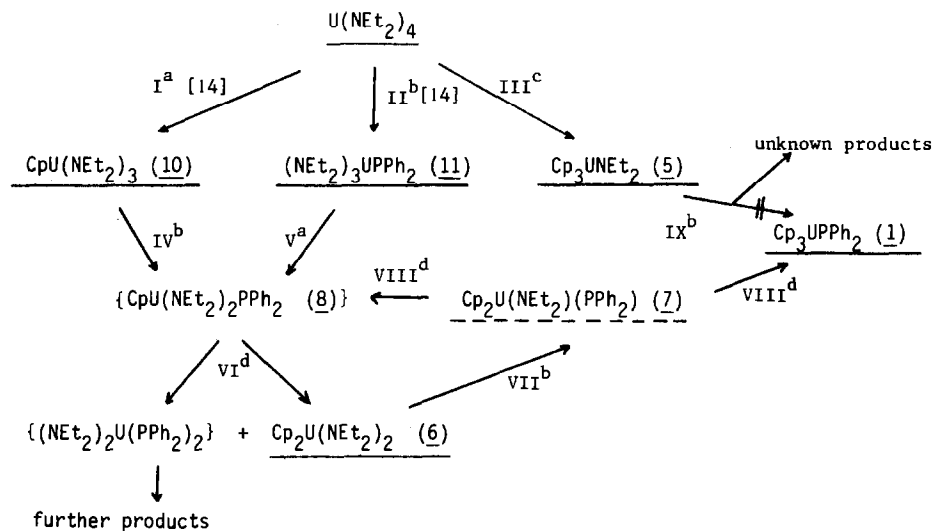 U(NEt₂)₄
Iᵃ [14]
IIᵇ[14]
IIIᶜ
unknown products
CpU(NEt₂)₃ (10)
(NEt₂)₃UPPh₂ (11)
Cp₃UNEt₂ (5)
IXᵇ
Cp₃UPPh₂ (1)
IVᵇ
Vᵃ
VIIIᵈ
VIIIᵈ
{CpU(NEt₂)₂PPh₂ (8)}
Cp₂U(NEt₂)(PPh₂) (7)
VIᵈ
VIIᵇ
{(NEt₂)₂U(PPh₂)₂} + Cp₂U(NEt₂)₂ (6)
further products